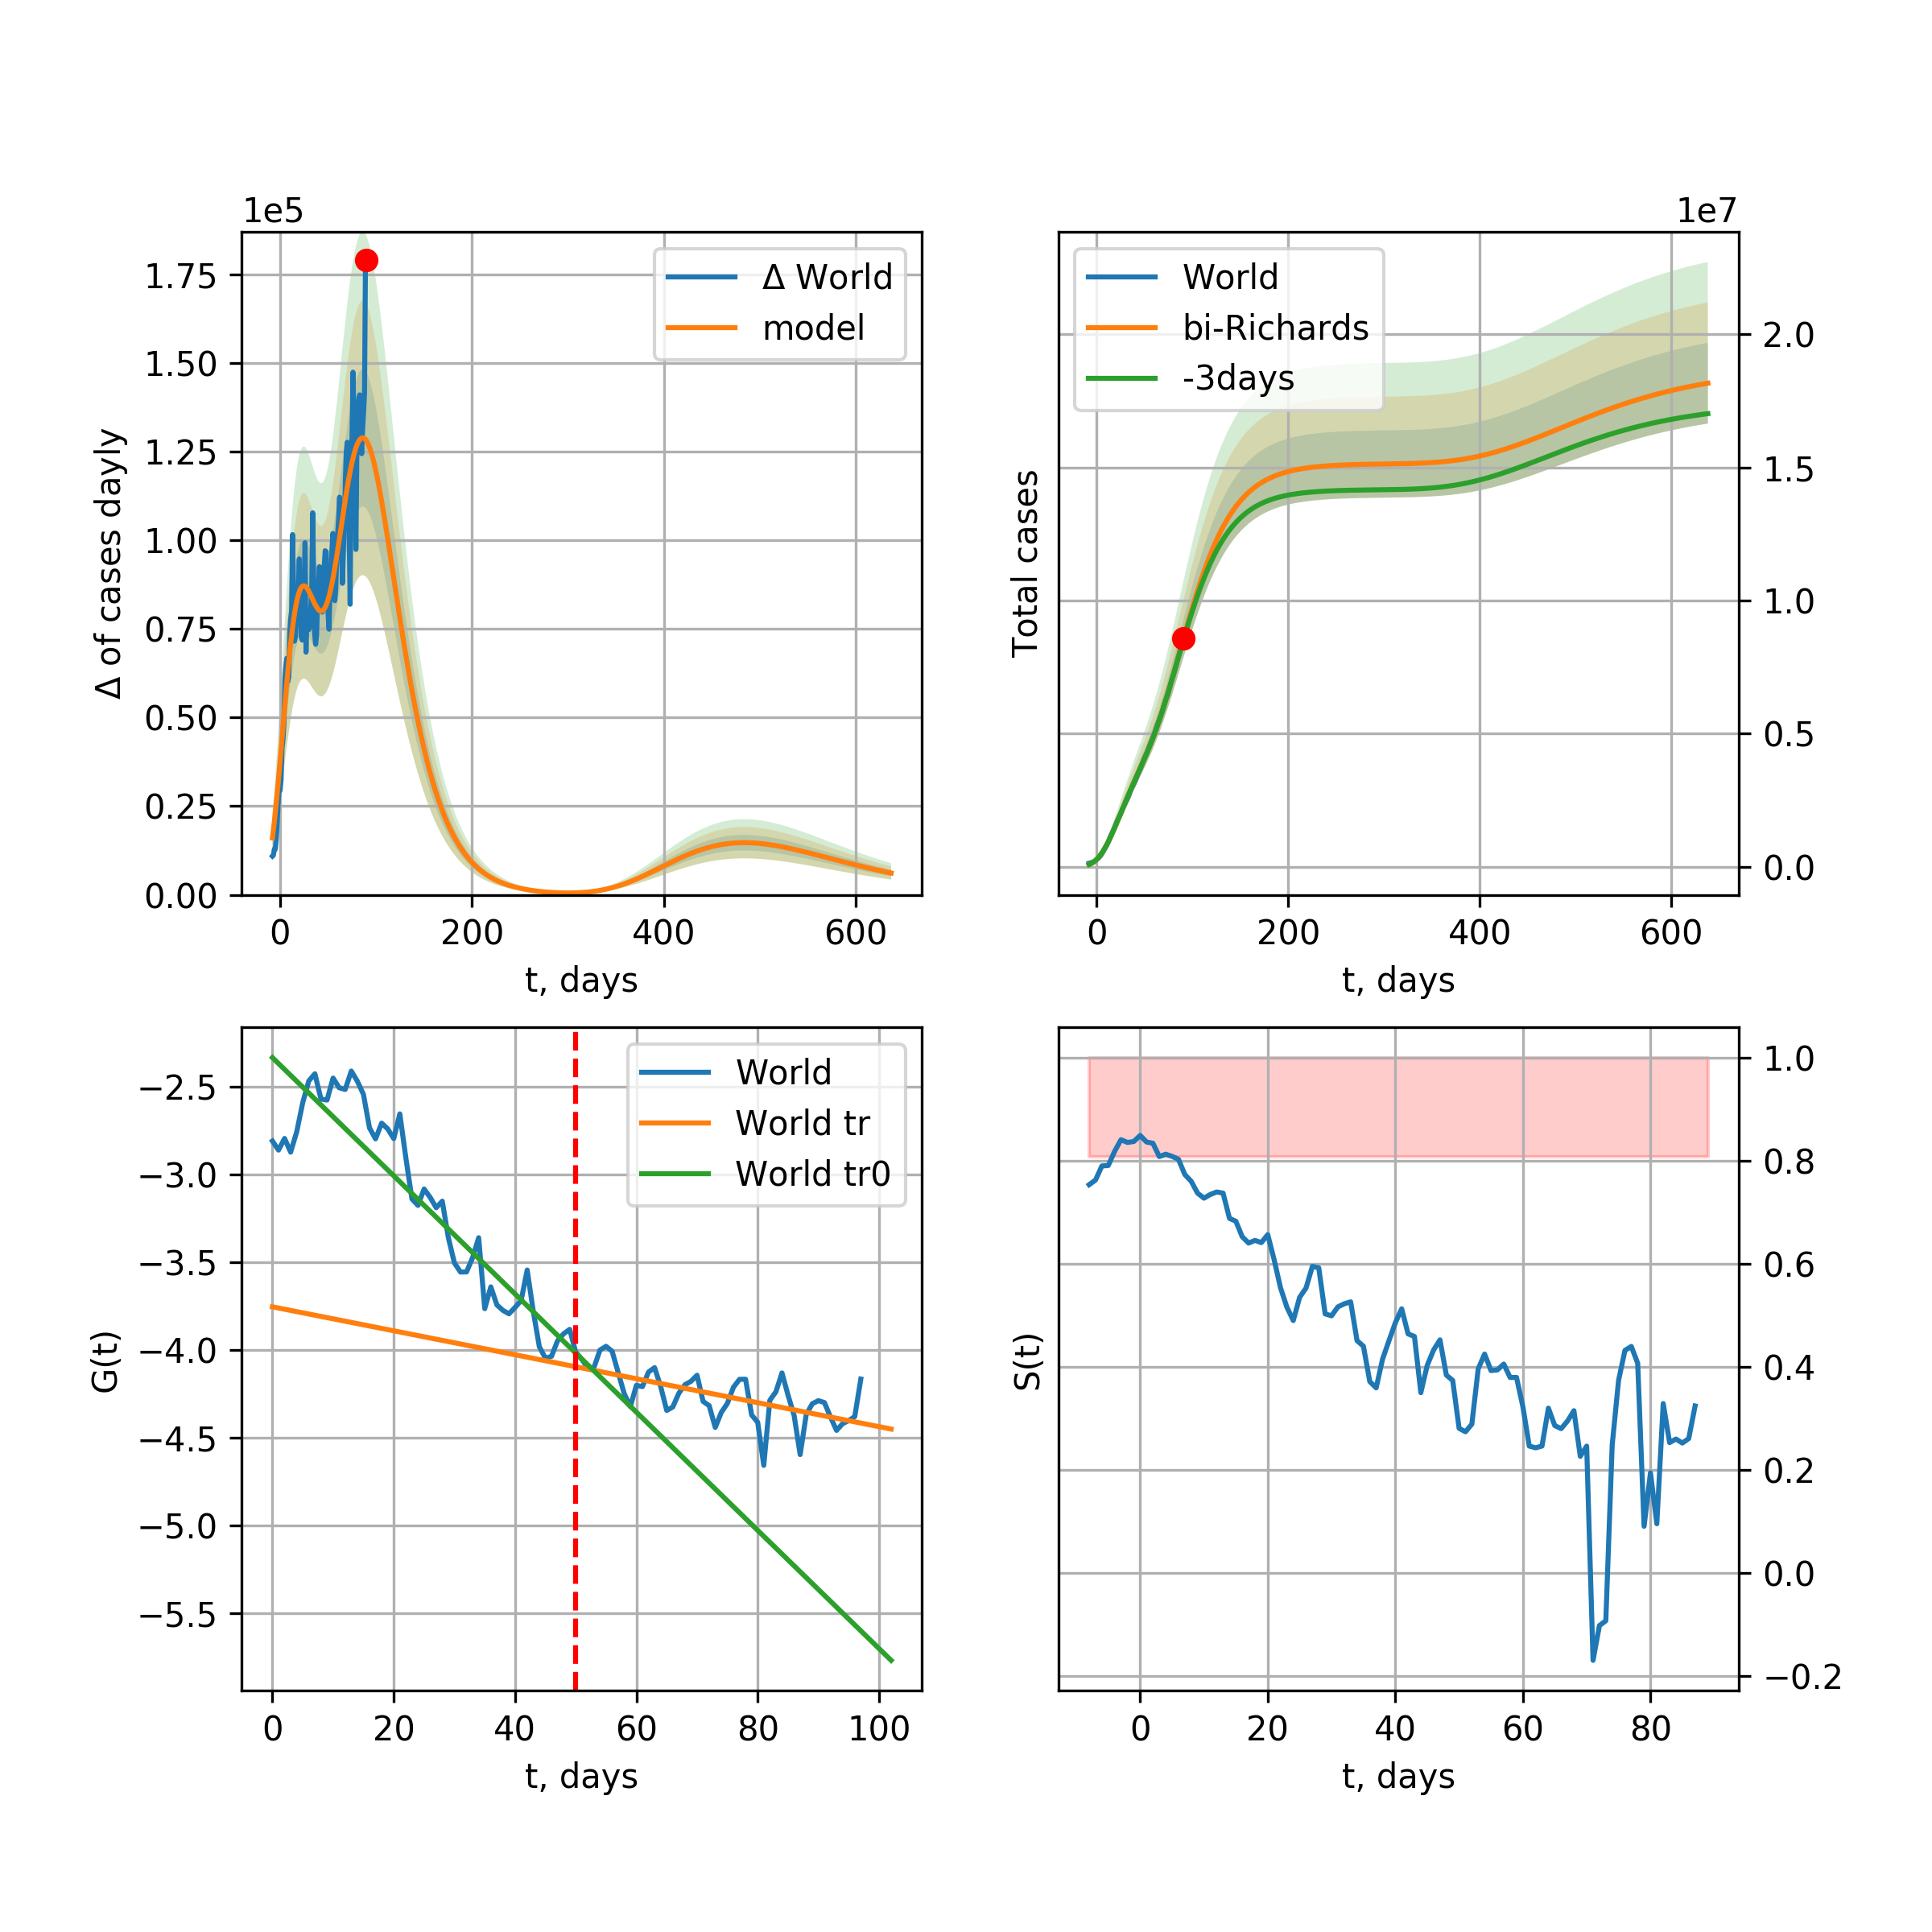 1e5
Δ of cases dayly
1.75
1.50
1.25
1.00
0.75
0.50
0.25
0.00
Δ World
model
0 200 400 600
t, days
1e7
Total cases
World
bi-Richards
-3days
2.0
1.5
1.0
0.5
0.0
0 200 400 600
t, days
G(t)
−2.5
−3.0
−3.5
−4.0
−4.5
−5.0
−5.5
World
World tr
World tr0
0 20 40 60 80 100
t, days
S(t)
1.0
0.8
0.6
0.4
0.2
0.0
−0.2
0 20 40 60 80
t, days